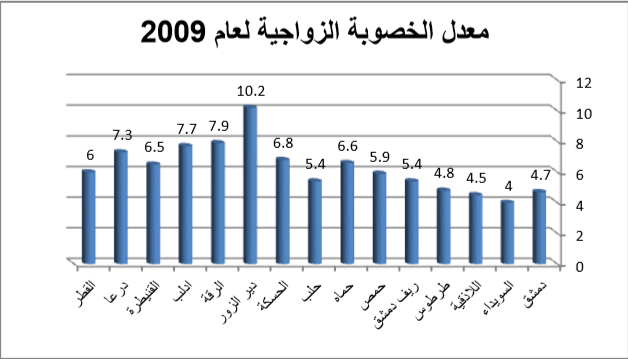 معدل الخصوبة الزواجية لعام 2009
12
10
8
6
4
2
0
4.7
4
4.5
4.8
5.4
5.9
6.6
5.4
6.8
10.2
7.9
7.7
6.5
7.3
6
دمشق
السويداء
اللاذقية
طرطوس
ريف دمشق
حمص
حماه
حلب
الحسكة
دير الزور
الرقة
ادلب
القنيطرة
درعا
القطر